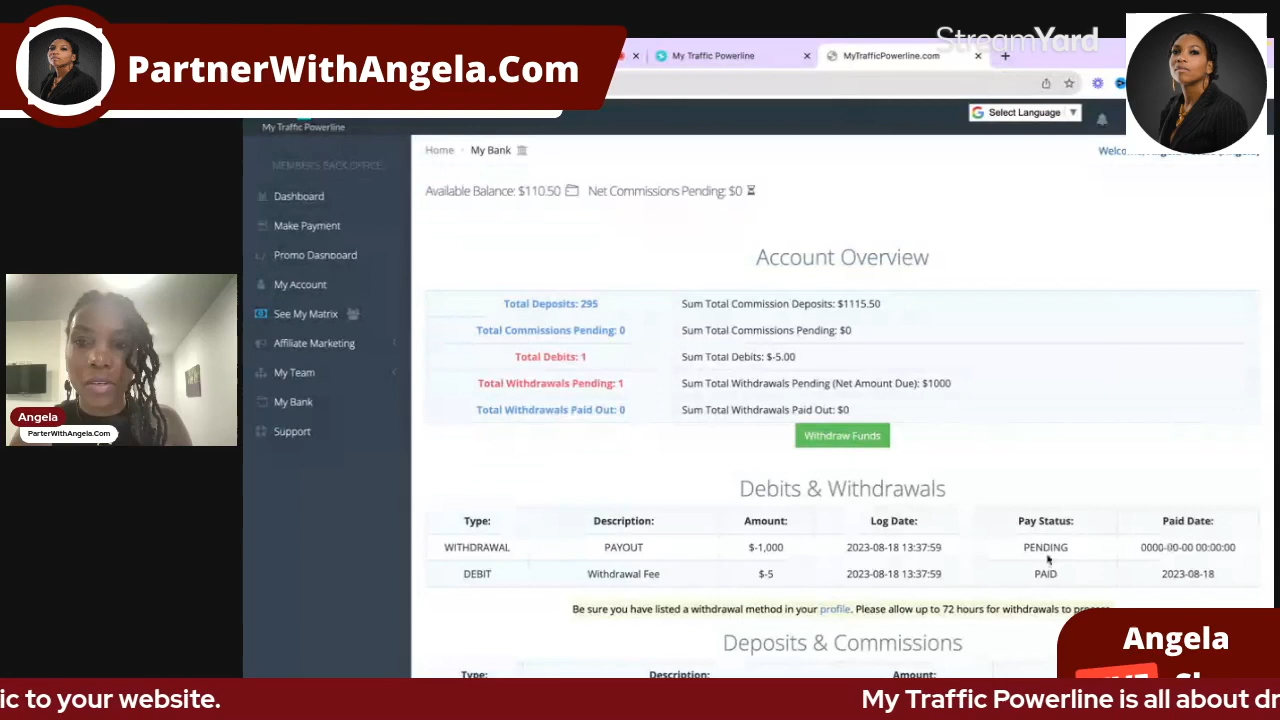 PartnerWithAngela.Com
StreamYard
My Traffic Powerline
MyTrafficPowerline.com
My Traffic Powerline
Select Language
Home
My Bank
MEMBER'S BACK OFFICE
Available Balance: $110.50
Net Commissions Pending: $0
Dashboard
Make Payment
Promo Dashboard
My Account
See My Matrix
Affiliate Marketing
My Team
My Bank
Support
Account Overview
Total Deposits: 295
Sum Total Commission Deposits: $1115.50
Total Commissions Pending: 0
Sum Total Commissions Pending: $0
Total Debits: 1
Sum Total Debits: $-5.00
Total Withdrawals Pending: 1
Sum Total Withdrawals Pending (Net Amount Due): $1000
Total Withdrawals Paid Out: 0
Sum Total Withdrawals Paid Out: $0
Withdraw Funds
Debits & Withdrawals
Type: Description: Amount: Log Date: Pay Status: Paid Date:
WITHDRAWAL PAYOUT $-1,000 2023-08-18 13:37:59 PENDING 0000-00-00 00:00:00
DEBIT Withdrawal Fee $-5 2023-08-18 13:37:59 PAID 2023-08-18
Be sure you have listed a withdrawal method in your profile. Please allow up to 72 hours for withdrawals to
Deposits & Commissions
Type: Description: Amount:
Angela
ParterWithAngela.Com
Angela
ic to your website.
My Traffic Powerline is all about dr